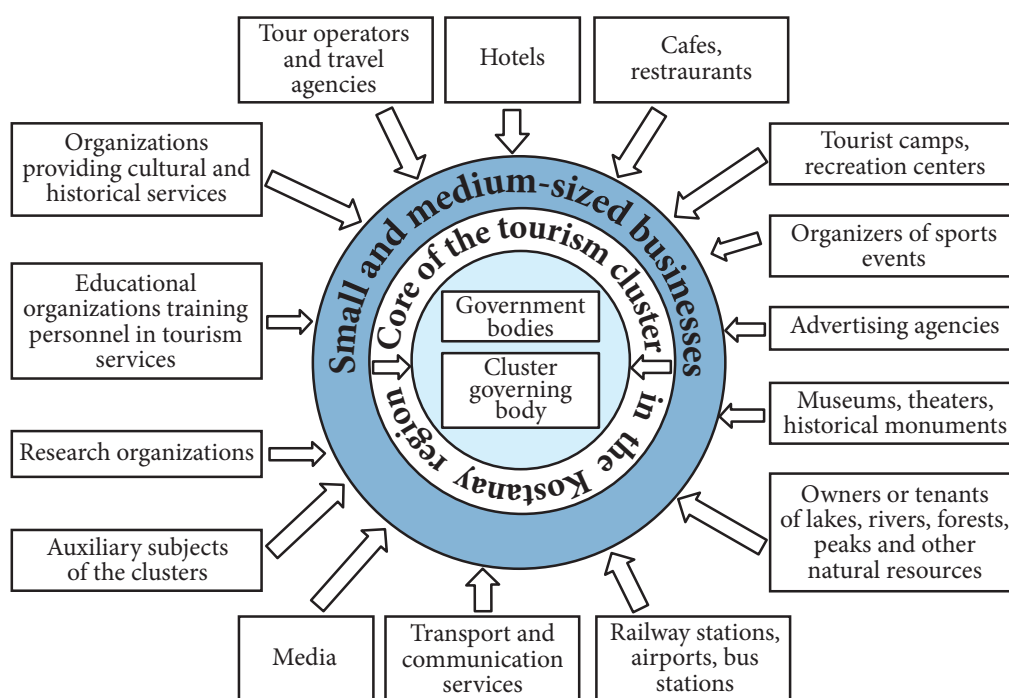 Tour operators
and travel
agencies
Hotels
Cafes,
restraurants
Organizations
providing cultural and
historical services
Tourist camps,
recreation centers
Organizers of sports
events
Educational
organizations training
personnel in tourism
services
Advertising agencies
Museums, theaters,
historical monuments
Research organizations
Owners or tenants
of lakes, rivers, forests,
peaks and other
natural resources
Auxiliary subjects
of the clusters
Media
Transport and
communication
services
Railway stations,
airports, bus
stations
Small and medium-sized businesses
Core of the tourism cluster
in the Kostanay region
Government
bodies
Cluster
governing
body